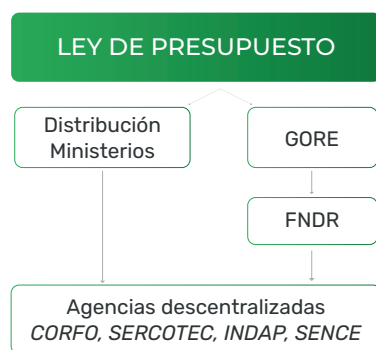 LEY DE PRESUPUESTO
Distribución
Ministerios
GORE
FNDR
Agencias descentralizadas
CORFO, SERCOTEC, INDAP, SENCE